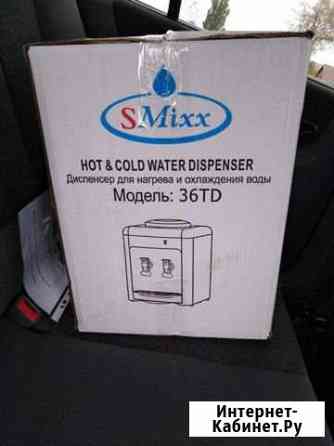 SMixx
HOT & COLD WATER DISPENSER
Диспенсер для нагрева и охлаждения воды
Модель: 36TD
Интернет-
Кабинет.Ру